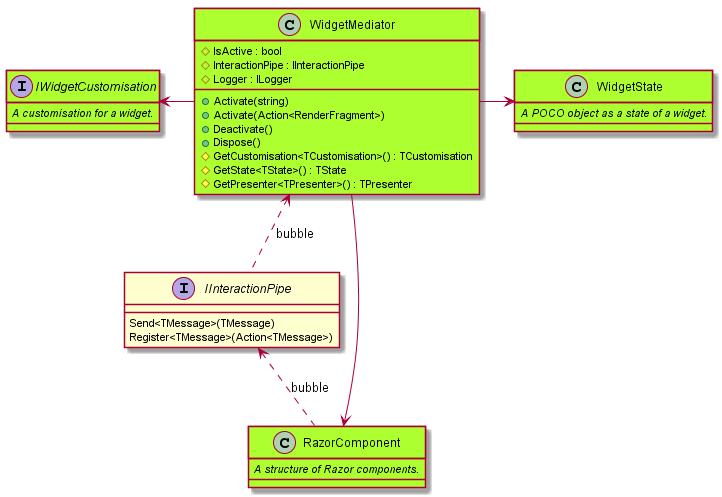 C WidgetMediator
IsActive : bool
InteractionPipe : IInteractionPipe
Logger : ILogger
Activate(string)
Activate(Action<RenderFragment>)
Deactivate()
Dispose()
GetCustomisation<TCustomisation>() : TCustomisation
GetState<TState>() : TState
GetPresenter<TPresenter>() : TPresenter
I IWidgetCustomisation
A customisation for a widget.
C WidgetState
A POCO object as a state of a widget.
bubble
I IInteractionPipe
Send<TMessage>(TMessage)
Register<TMessage>(Action<TMessage>)
bubble
C RazorComponent
A structure of Razor components.